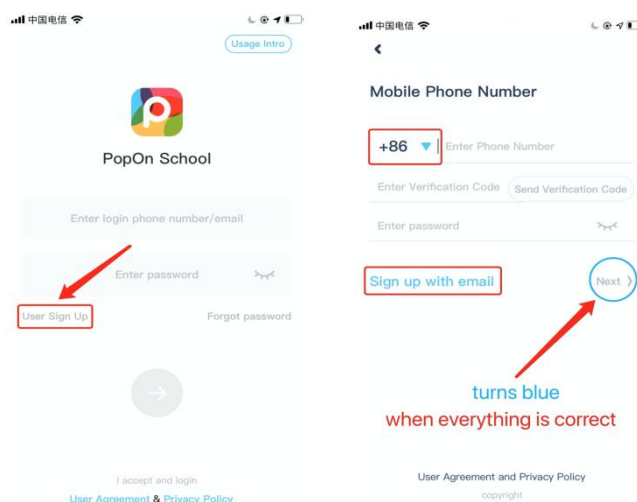 中国电信
Usage Intro
PopOn School
Enter login phone number/email
Enter password
User Sign Up
Forgot password
I accept and login
User Agreement & Privacy Policy
中国电信
Mobile Phone Number
+86
Enter Phone Number
Enter Verification Code
Send Verification Code
Enter password
Sign up with email
Next
turns blue
when everything is correct
User Agreement and Privacy Policy
copyright